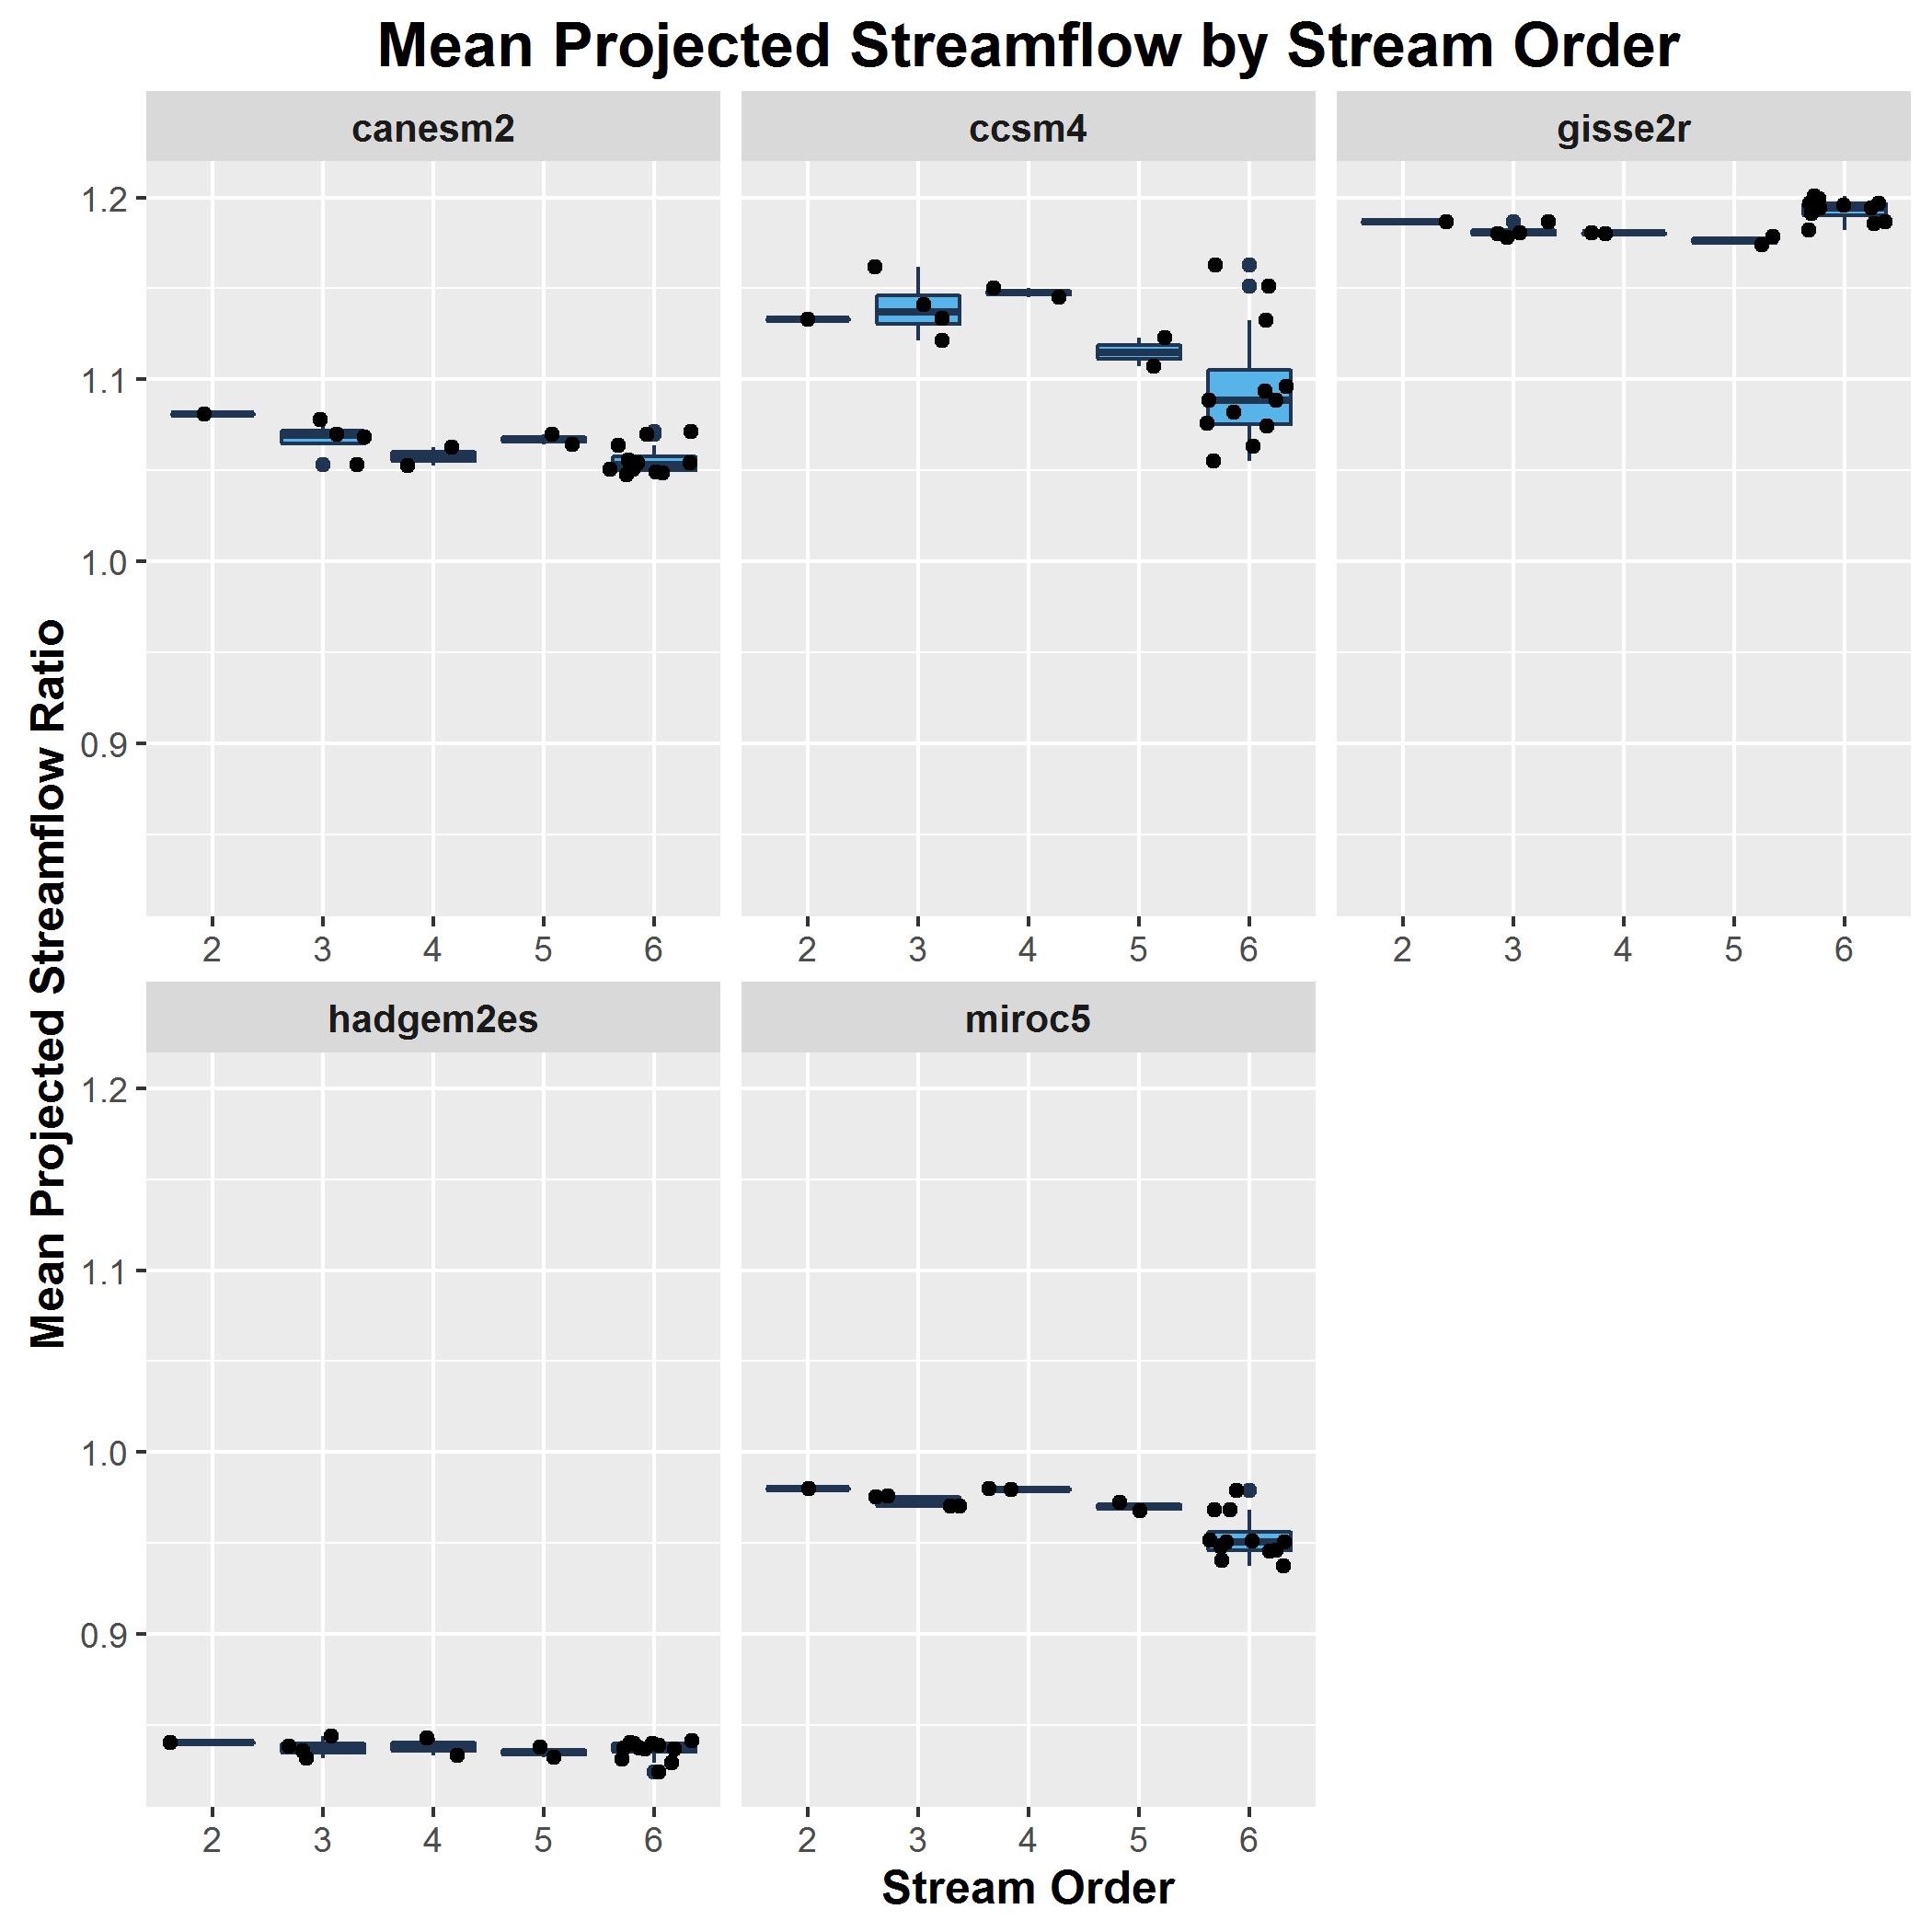 Mean Projected Streamflow by Stream Order
canesm2
ccsm4
gisse2r
1.2
1.1
1.0
0.9
2 3 4 5 6
2 3 4 5 6
2 3 4 5 6
Mean Projected Streamflow Ratio
hadgem2es
miroc5
1.2
1.1
1.0
0.9
2 3 4 5 6
2 3 4 5 6
Stream Order